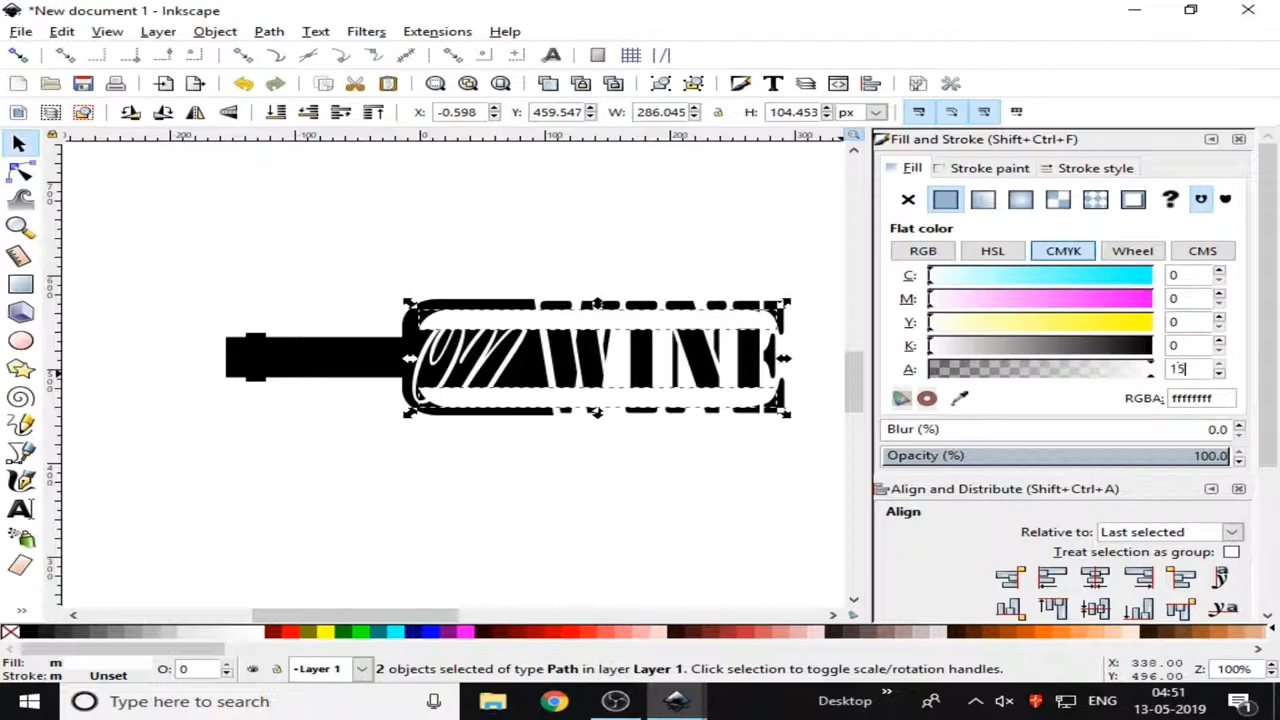 *New document 1 - Inkscape
File Edit View Layer Object Path Text Filters Extensions Help
X: -0.598 Y: 459.547 W: 286.045 H: 104.453 px
Fill and Stroke (Shift+Ctrl+F)
Fill Stroke paint Stroke style
Flat color
RGB HSL CMYK Wheel CMS
C: 0
M: 0
Y: 0
K: 0
A: 15
RGBA: ffffffff
Blur (%) 0.0
Opacity (%) 100.0
Align and Distribute (Shift+Ctrl+A)
Align
Relative to: Last selected
Treat selection as group:
WINE
Fill: m
Stroke: m Unset
O: 0
Layer 1
2 objects selected of type Path in layer Layer 1. Click selection to toggle scale/rotation handles.
X: 338.00
Y: 496.00
Z: 100%
Type here to search
Desktop
ENG
04:51
13-05-2019
1